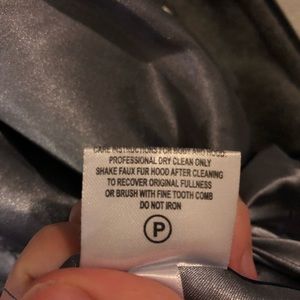 CARE INSTRUCTIONS FOR BODY AND HOOD:
PROFESSIONAL DRY CLEAN ONLY
SHAKE FAUX FUR HOOD AFTER CLEANING
TO RECOVER ORIGINAL FULLNESS
OR BRUSH WITH FINE TOOTH COMB
DO NOT IRON
P